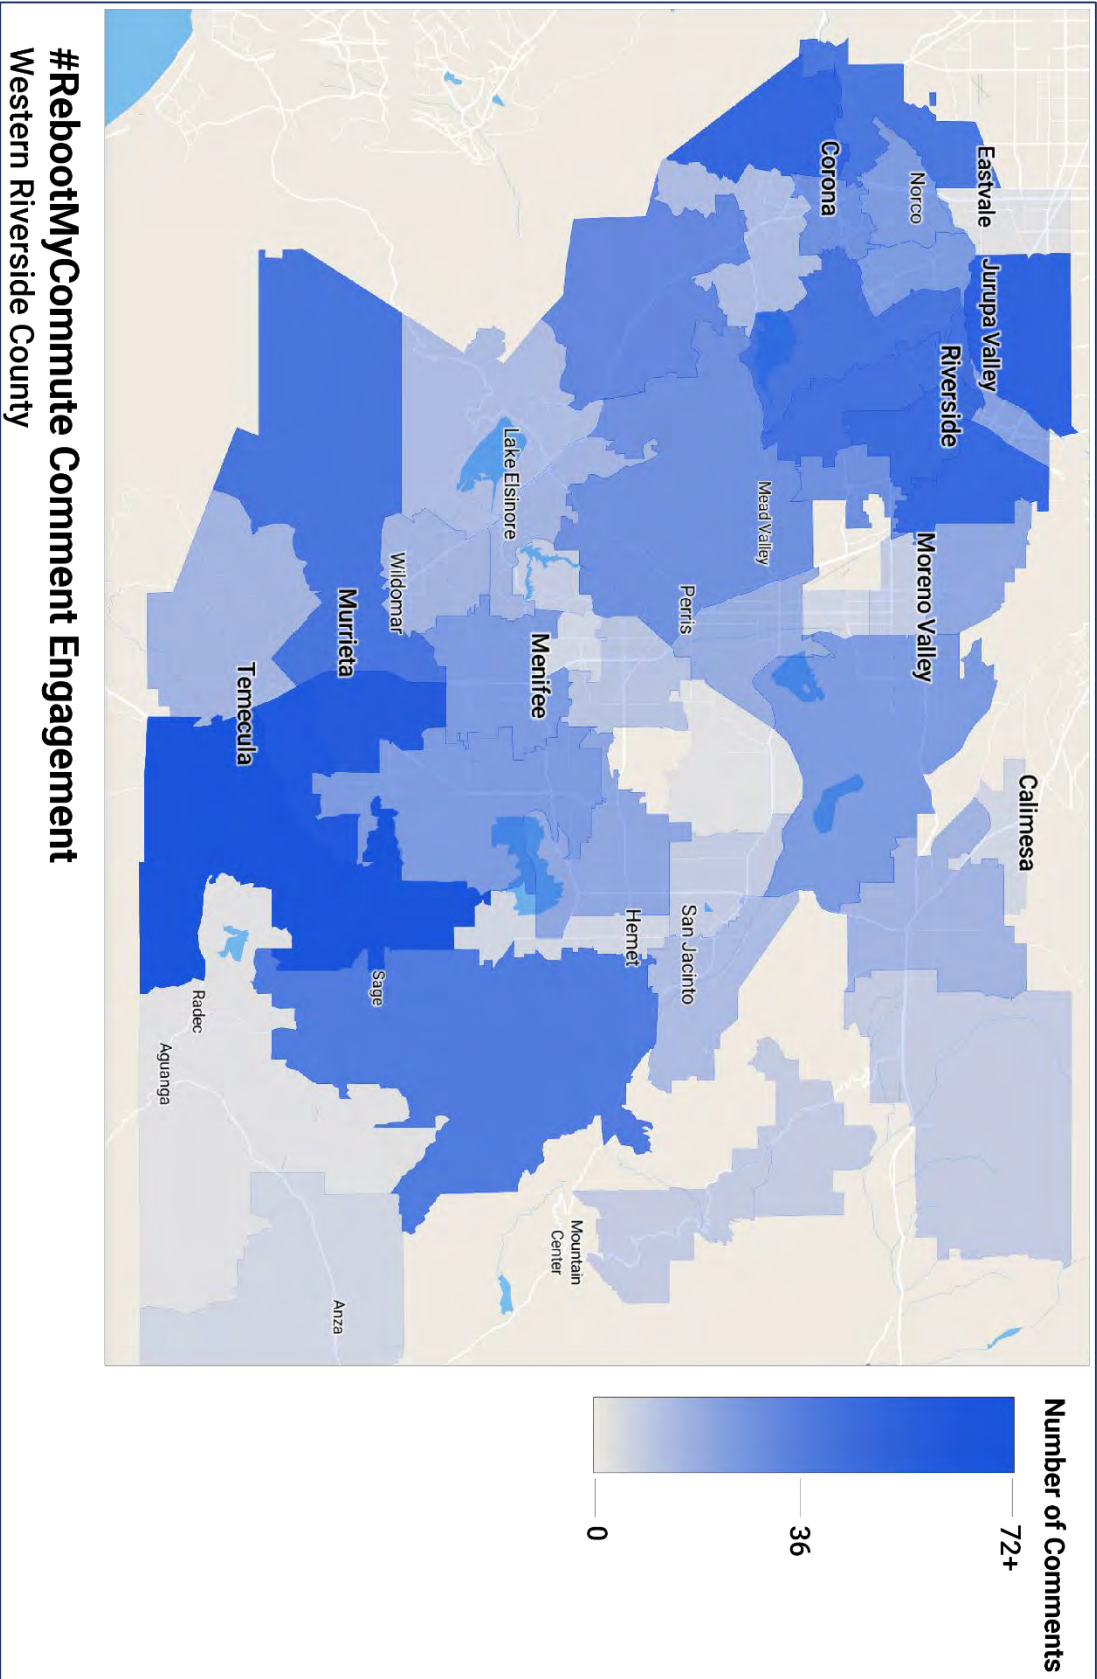 #RebootMyCommute Comment Engagement
Western Riverside County
Number of Comments
72+
36
0
Eastvale
Norco
Corona
Jurupa Valley
Riverside
Calimesa
Moreno Valley
Mead Valley
Perris
Lake Elsinore
Menifee
Wildomar
Murrieta
Temecula
San Jacinto
Hemet
Sage
Radec
Aguanga
Mountain
Center
Anza